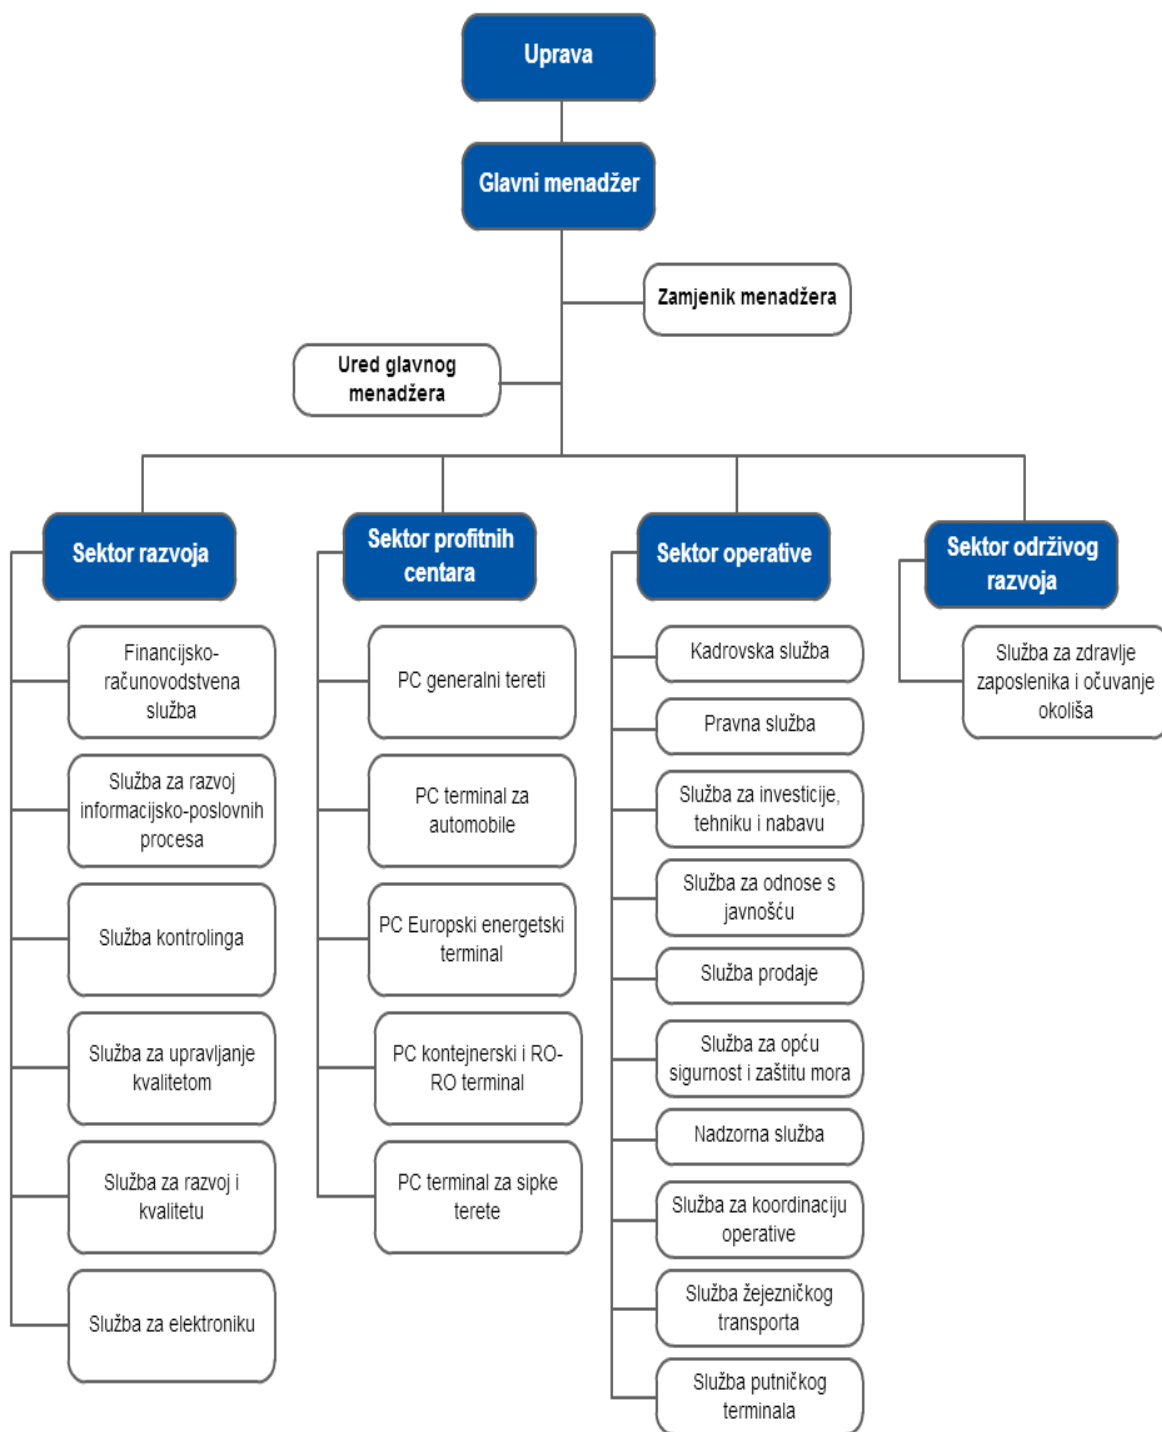 Uprava
Glavni menadžer
Zamjenik menadžera
Ured glavnog
menadžera
Sektor razvoja
Financijsko-
računovodstvena
služba
Služba za razvoj
informacijsko-poslovnih
procesa
Služba kontrolinga
Služba za upravljanje
kvalitetom
Služba za razvoj i
kvalitetu
Služba za elektroniku
Sektor profitnih
centara
PC generalni tereti
PC terminal za
automobile
PC Europski energetski
terminal
PC kontejnerski i RO-
RO terminal
PC terminal za sipke
terete
Sektor operative
Kadrovska služba
Pravna služba
Služba za investicije,
tehniku i nabavu
Služba za odnose s
javnošću
Služba prodaje
Služba za opću
sigurnost i zaštitu mora
Nadzorna služba
Služba za koordinaciju
operative
Služba žejezničkog
transporta
Služba putničkog
terminala
Sektor održivog
razvoja
Služba za zdravlje
zaposlenika i očuvanje
okoliša